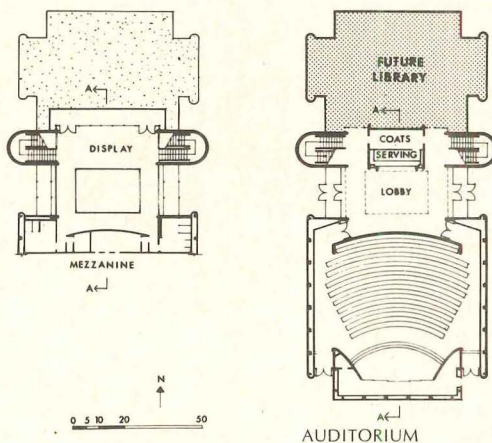 A
DISPLAY
MEZZANINE
A
N
0 5 10 20 50
FUTURE
LIBRARY
A
COATS
SERVING
LOBBY
A
AUDITORIUM